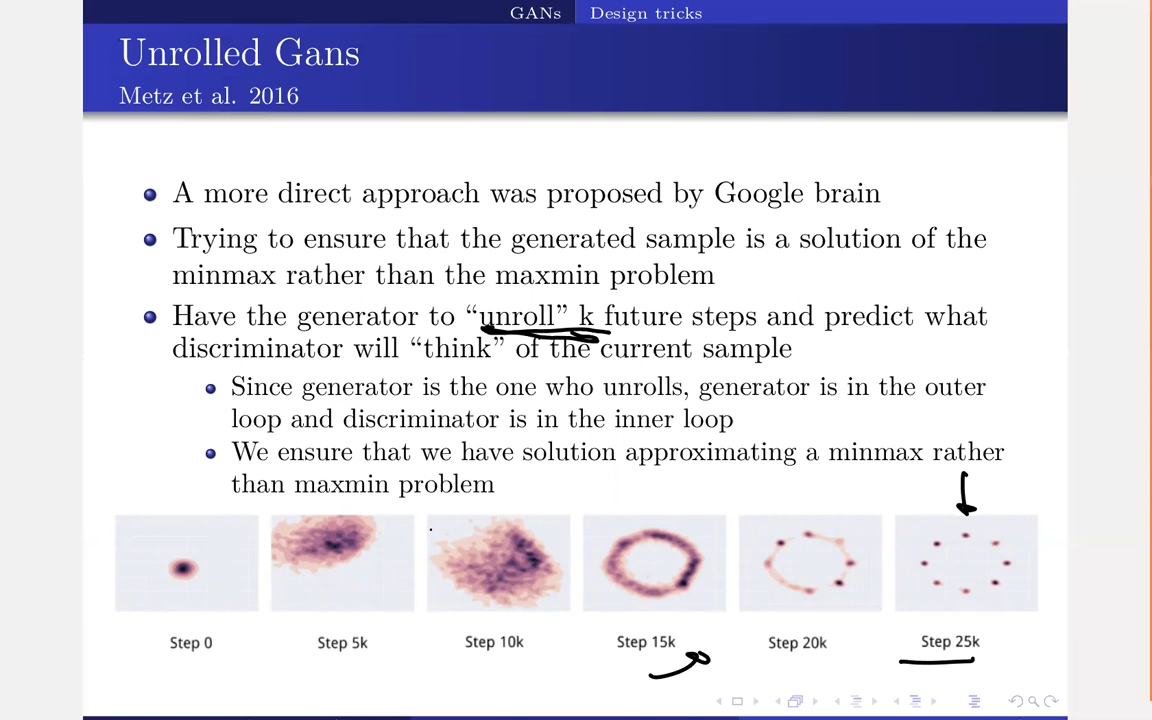 GANs Design tricks
Unrolled Gans
Metz et al. 2016
A more direct approach was proposed by Google brain
Trying to ensure that the generated sample is a solution of the
minmax rather than the maxmin problem
Have the generator to “unroll” k future steps and predict what
discriminator will “think” of the current sample
Since generator is the one who unrolls, generator is in the outer
loop and discriminator is in the inner loop
We ensure that we have solution approximating a minmax rather
than maxmin problem
Step 0 Step 5k Step 10k Step 15k Step 20k Step 25k